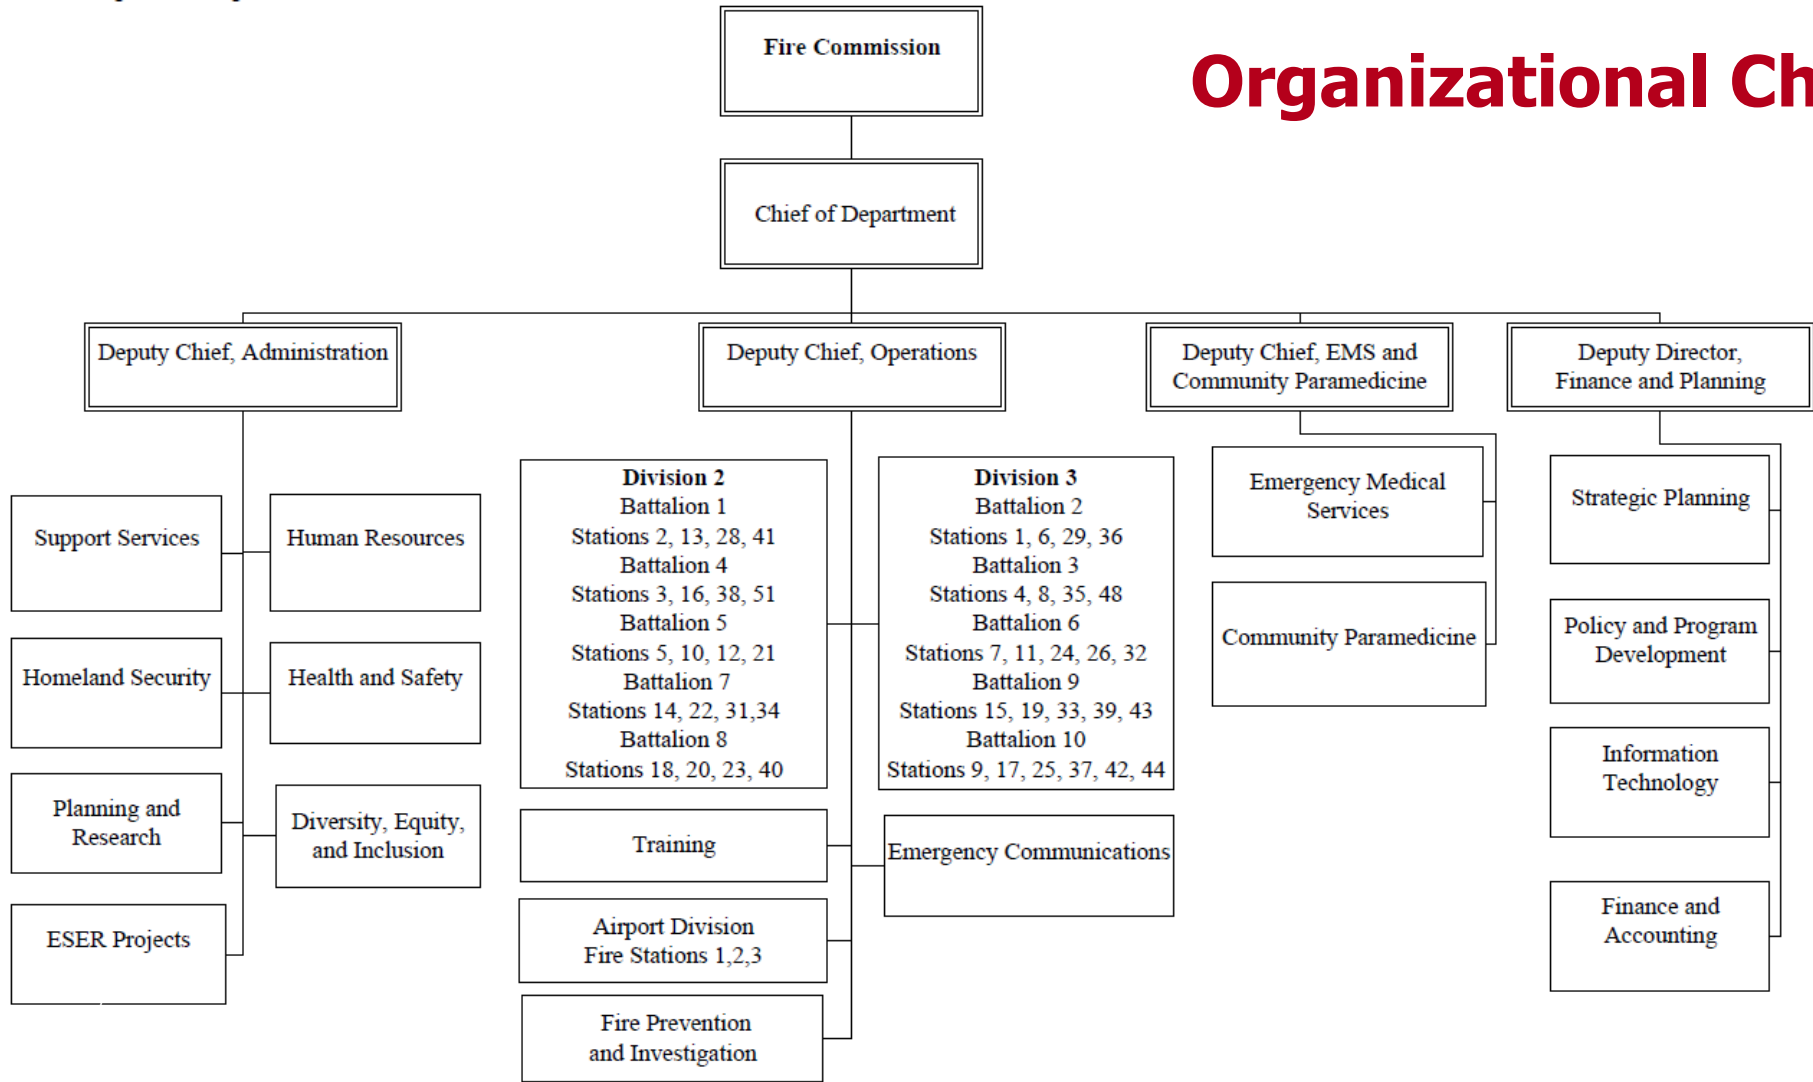 Fire Commission
Organizational Ch
Chief of Department
Deputy Chief, Administration
Deputy Chief, Operations
Deputy Chief, EMS and
Community Paramedicine
Deputy Director,
Finance and Planning
Support Services
Human Resources
Homeland Security
Health and Safety
Planning and
Research
Diversity, Equity,
and Inclusion
ESER Projects
Division 2
Battalion 1
Stations 2, 13, 28, 41
Battalion 4
Stations 3, 16, 38, 51
Battalion 5
Stations 5, 10, 12, 21
Battalion 7
Stations 14, 22, 31,34
Battalion 8
Stations 18, 20, 23, 40
Division 3
Battalion 2
Stations 1, 6, 29, 36
Battalion 3
Stations 4, 8, 35, 48
Battalion 6
Stations 7, 11, 24, 26, 32
Battalion 9
Stations 15, 19, 33, 39, 43
Battalion 10
Stations 9, 17, 25, 37, 42, 44
Training
Emergency Communications
Airport Division
Fire Stations 1,2,3
Fire Prevention
and Investigation
Emergency Medical
Services
Community Paramedicine
Strategic Planning
Policy and Program
Development
Information
Technology
Finance and
Accounting